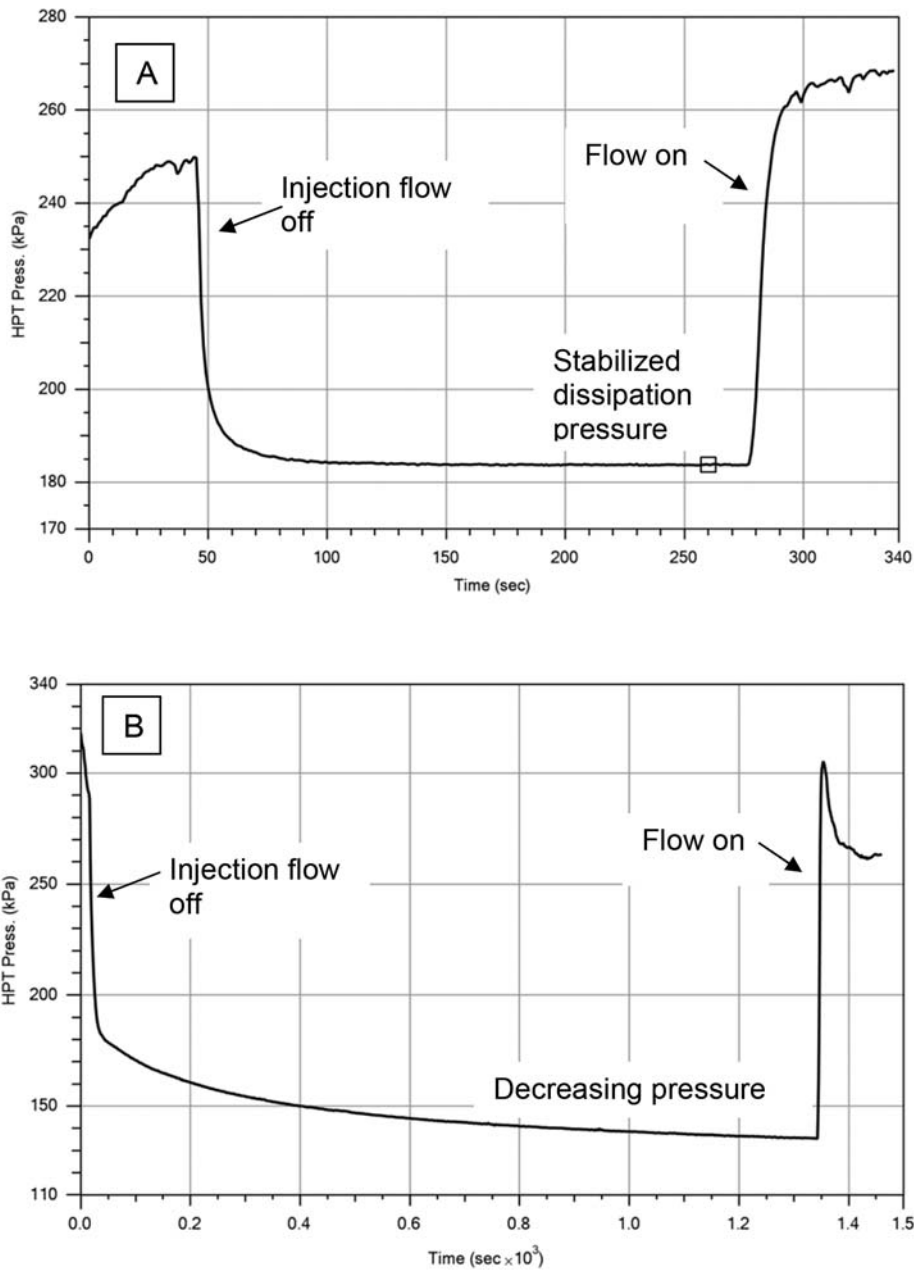 A
280
260
240
220
200
180
170
HPT Press. (kPa)
Injection flow
off
Flow on
Stabilized
dissipation
pressure
0
50
100
150
200
250
300
340
Time (sec)
B
340
300
250
200
150
110
HPT Press. (kPa)
Injection flow
off
Flow on
Decreasing pressure
0.0
0.2
0.4
0.6
0.8
1.0
1.2
1.4
1.5
Time (sec × 10³)